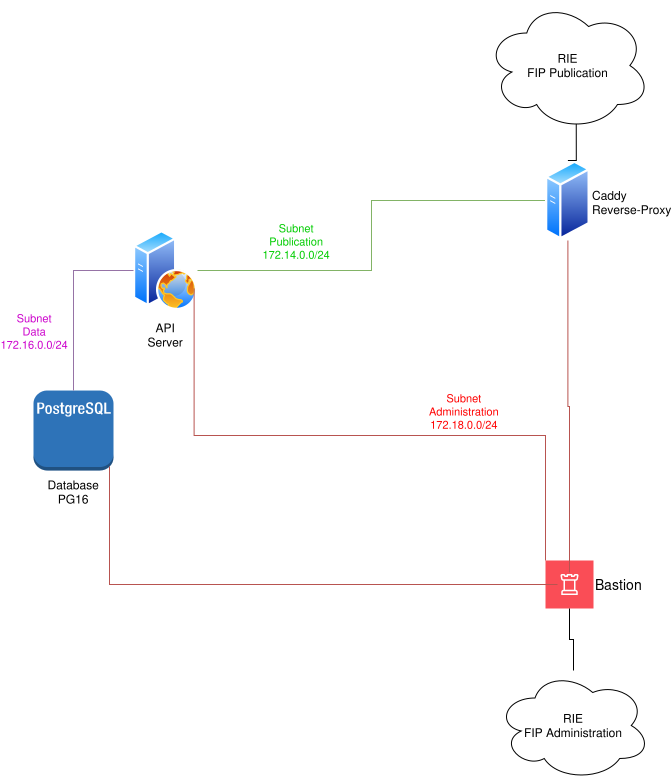 RIE
FIP Publication
Caddy
Reverse-Proxy
Subnet
Publication
172.14.0.0/24
API
Server
Subnet
Data
172.16.0.0/24
PostgreSQL
Database
PG16
Subnet
Administration
172.18.0.0/24
Bastion
RIE
FIP Administration